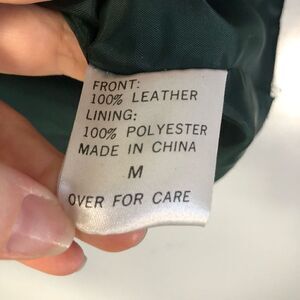 FRONT:
100% LEATHER
LINING:
100% POLYESTER
MADE IN CHINA
M
OVER FOR CARE